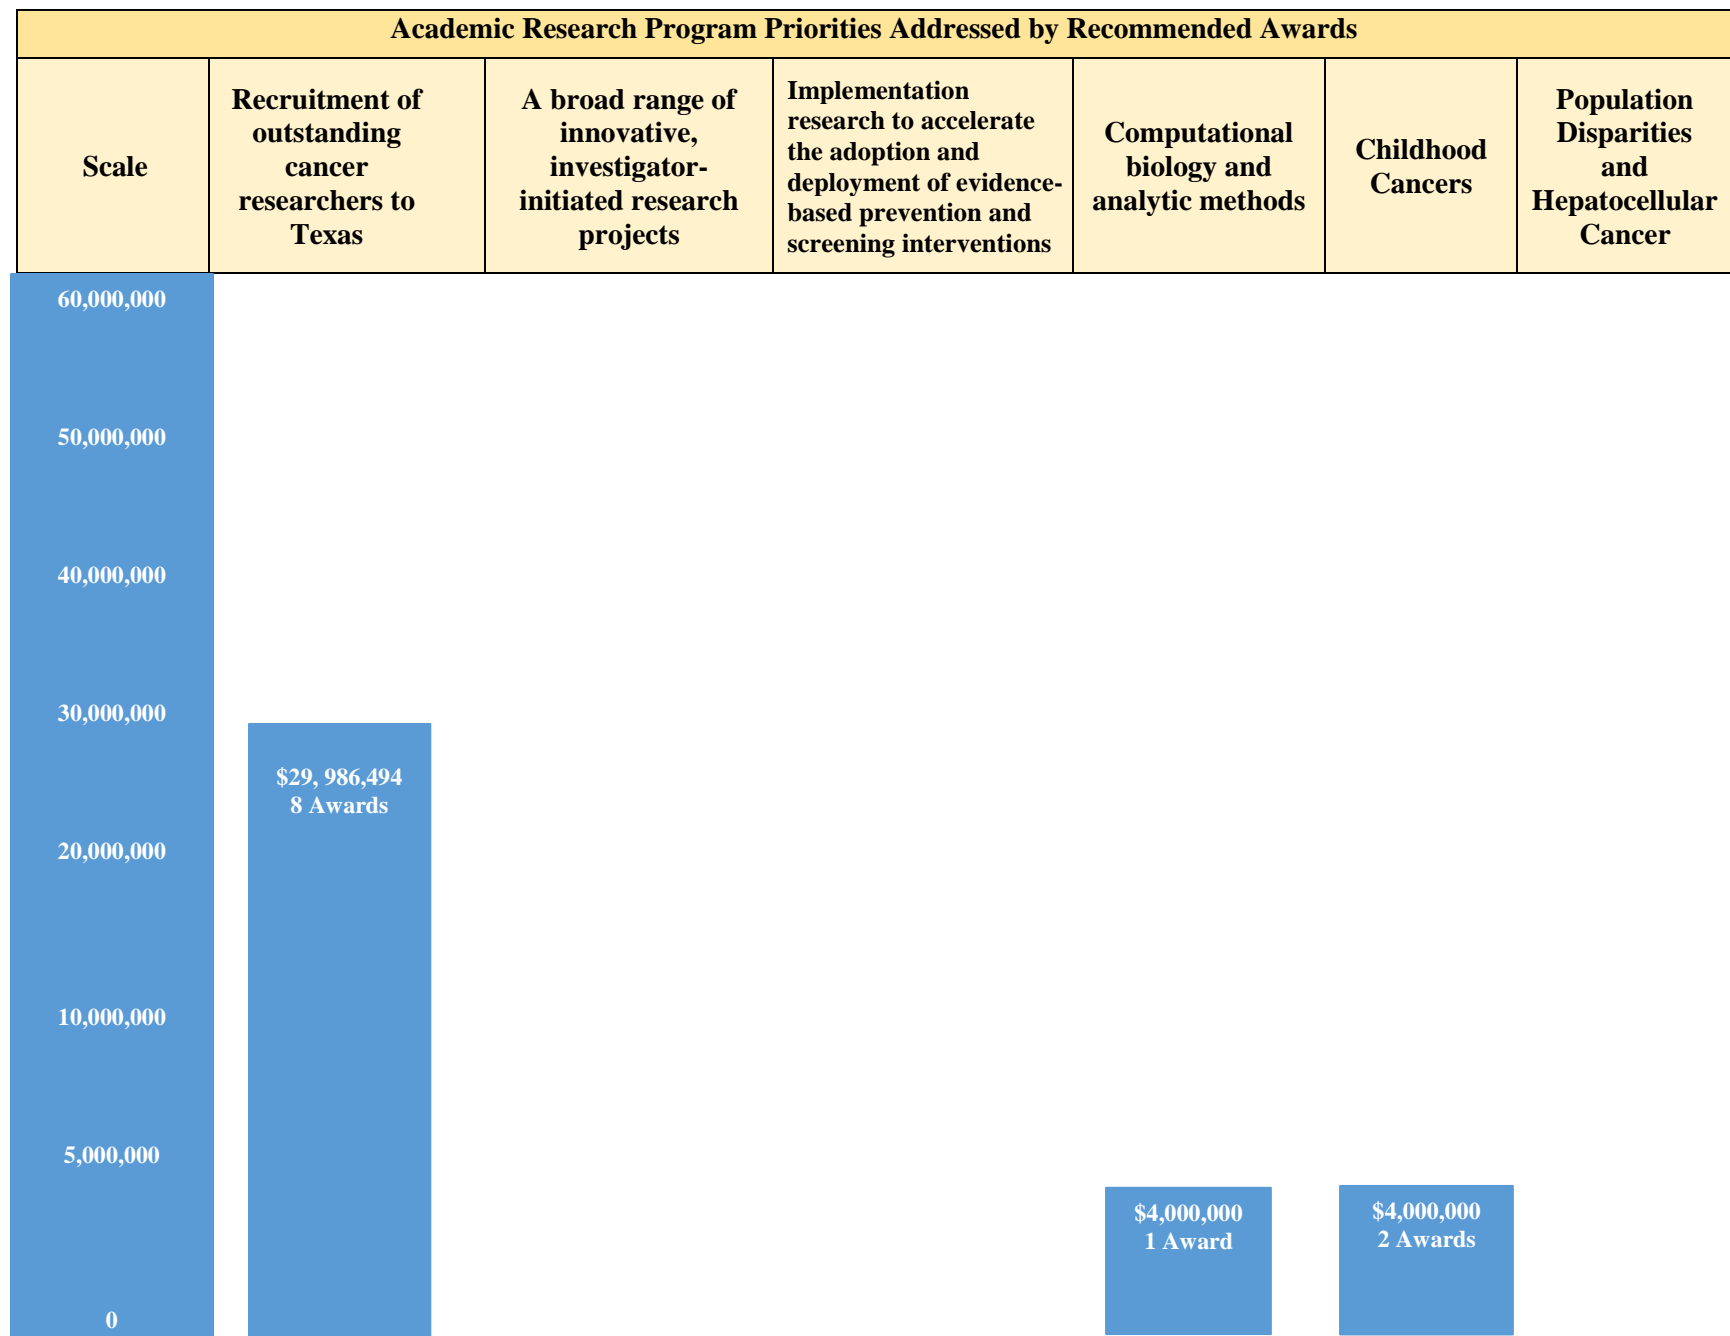 Academic Research Program Priorities Addressed by Recommended Awards
Scale
Recruitment of
outstanding
cancer
researchers to
Texas
A broad range of
innovative,
investigator-
initiated research
projects
Implementation
research to accelerate
the adoption and
deployment of evidence-
based prevention and
screening interventions
Computational
biology and
analytic methods
Childhood
Cancers
Population
Disparities
and
Hepatocellular
Cancer
60,000,000
50,000,000
40,000,000
30,000,000
20,000,000
10,000,000
5,000,000
0
$29, 986,494
8 Awards
$4,000,000
1 Award
$4,000,000
2 Awards